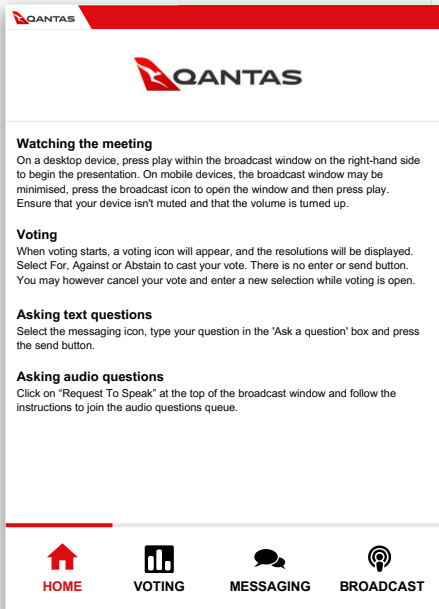 QANTAS
QANTAS
Watching the meeting
On a desktop device, press play within the broadcast window on the right-hand side
to begin the presentation. On mobile devices, the broadcast window may be
minimised, press the broadcast icon to open the window and then press play.
Ensure that your device isn't muted and that the volume is turned up.
Voting
When voting starts, a voting icon will appear, and the resolutions will be displayed.
Select For, Against or Abstain to cast your vote. There is no enter or send button.
You may however cancel your vote and enter a new selection while voting is open.
Asking text questions
Select the messaging icon, type your question in the 'Ask a question' box and press
the send button.
Asking audio questions
Click on “Request To Speak” at the top of the broadcast window and follow the
instructions to join the audio questions queue.
HOME VOTING MESSAGING BROADCAST